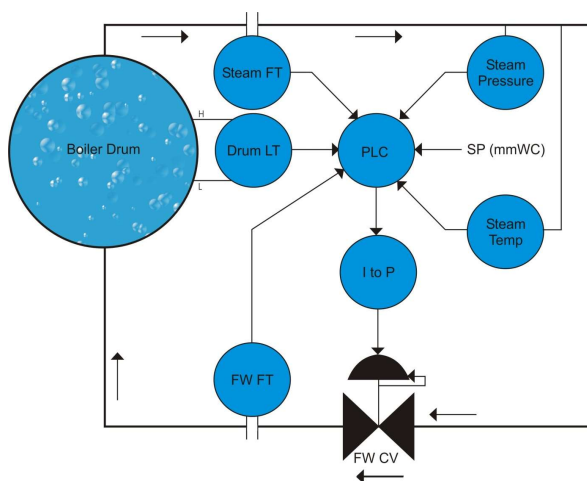 Steam FT
Steam
Pressure
H
Boiler Drum
Drum LT
PLC
SP (mmWC)
L
Steam
Temp
I to P
FW FT
FW CV